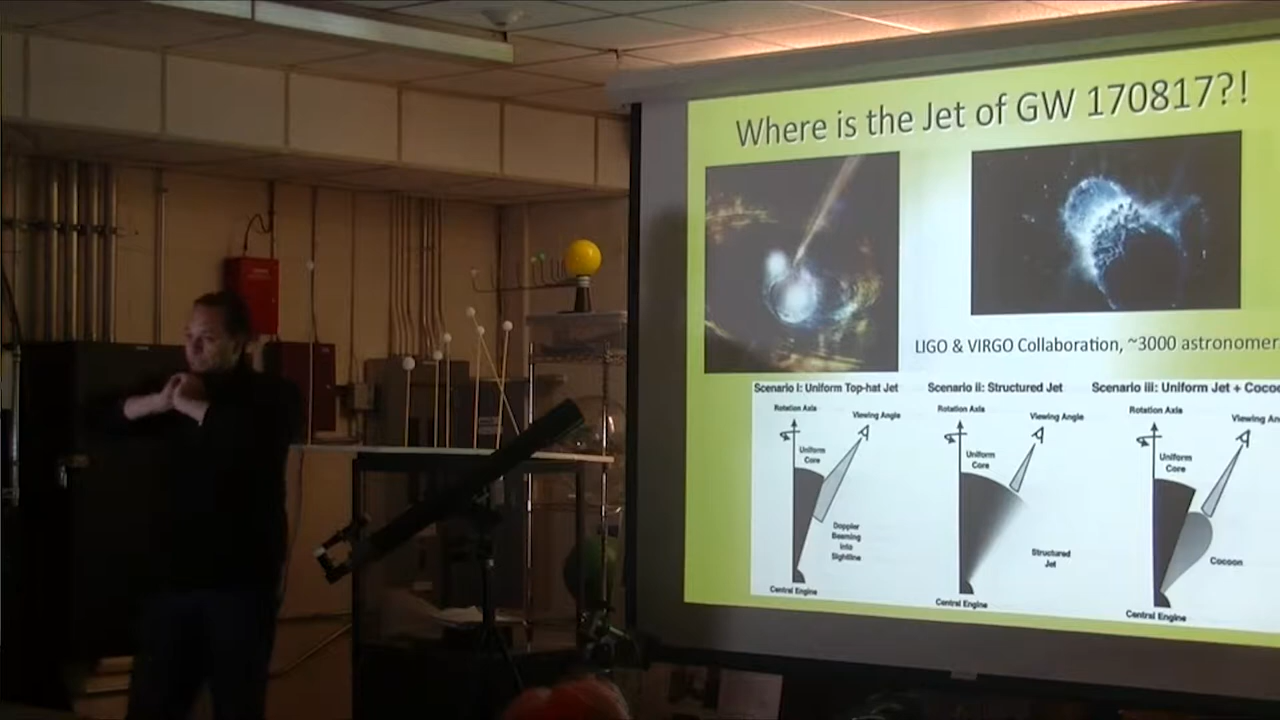 Where is the Jet of GW 170817?!
LIGO & VIRGO Collaboration, ~3000 astronomer
Scenario i: Uniform Top-hat Jet
Rotation Axis
Viewing Angle
Uniform
Core
Doppler
Beaming
into
Sightline
Central Engine
Scenario ii: Structured Jet
Rotation Axis
Viewing Angle
Uniform
Core
Structured
Jet
Central Engine
Scenario iii: Uniform Jet + Cocoo
Rotation Axis
Viewing An
Uniform
Core
Cocoon
Central Engine